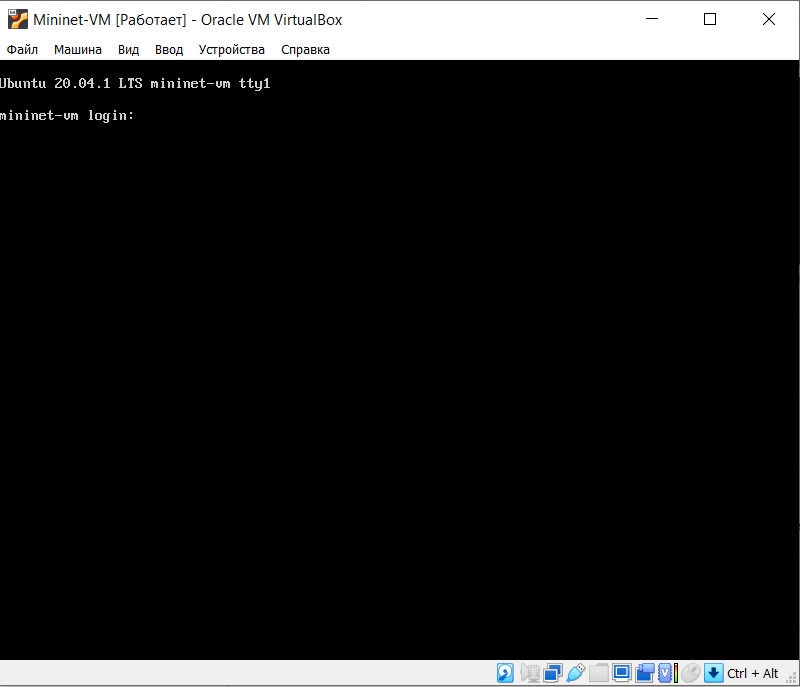 Mininet-VM [Работает] - Oracle VM VirtualBox
Файл Машина Вид Ввод Устройства Справка
Ubuntu 20.04.1 LTS mininet-vm tty1
mininet-vm login:
Ctrl + Alt